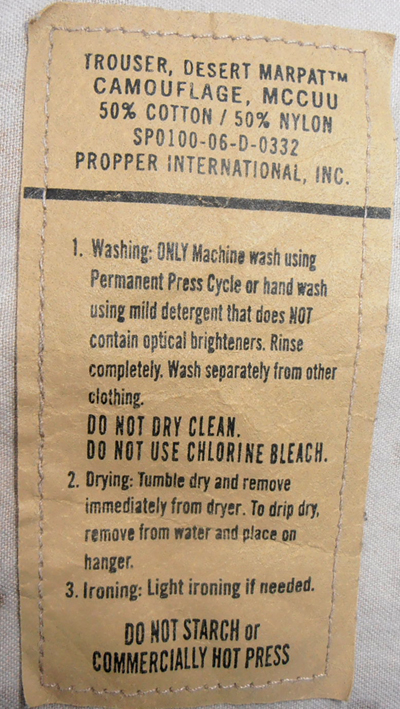 TROUSER, DESERT MARPAT™
CAMOUFLAGE, MCCUU
50% COTTON / 50% NYLON
SP0100-06-D-0332
PROPPER INTERNATIONAL, INC.
1. Washing: ONLY Machine wash using
Permanent Press Cycle or hand wash
using mild detergent that does NOT
contain optical brighteners. Rinse
completely. Wash separately from other
clothing.
DO NOT DRY CLEAN.
DO NOT USE CHLORINE BLEACH.
2. Drying: Tumble dry and remove
immediately from dryer. To drip dry,
remove from water and place on
hanger.
3. Ironing: Light ironing if needed.
DO NOT STARCH or
COMMERCIALLY HOT PRESS